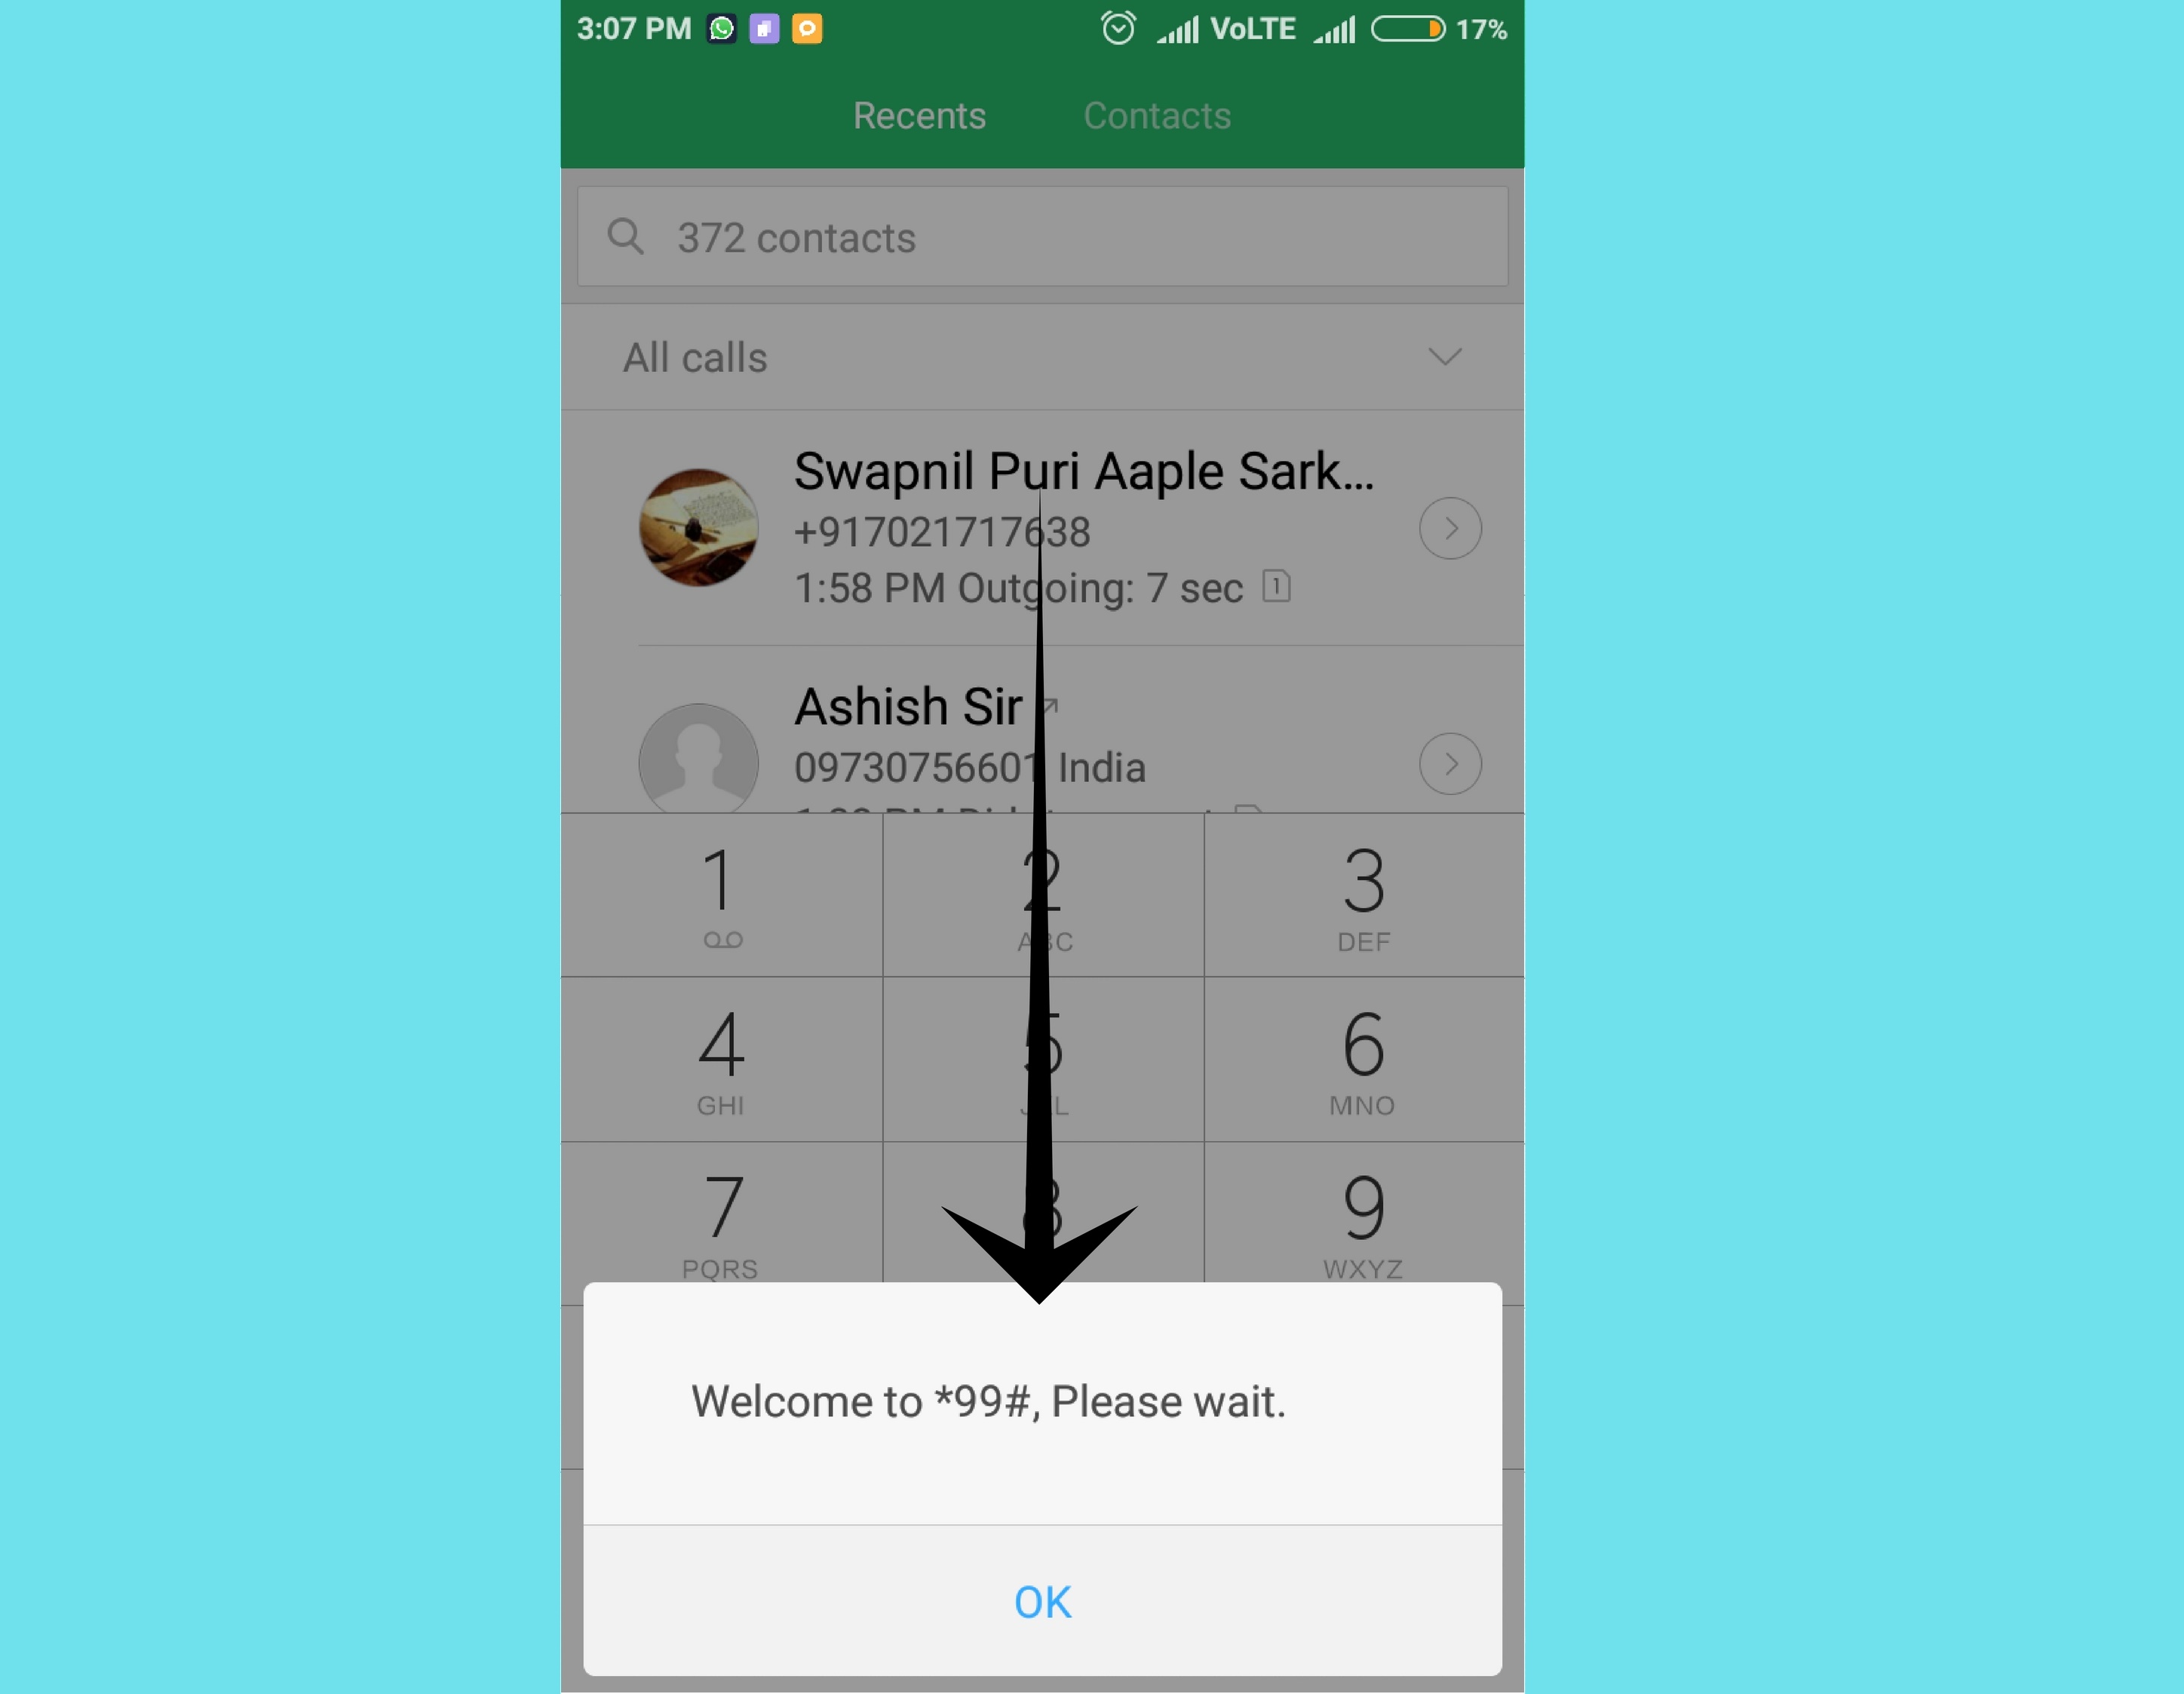 3:07 PM VoLTE 17%
Recents Contacts
372 contacts
All calls
Swapnil Puri Aaple Sark...
+917021717638
1:58 PM Outgoing: 7 sec 1
Ashish Sir
09730756601 India
1 2 3
ABC DEF
4 5 6
GHI MNO
7 8 9
PQRS WXYZ
Welcome to *99#, Please wait.
OK